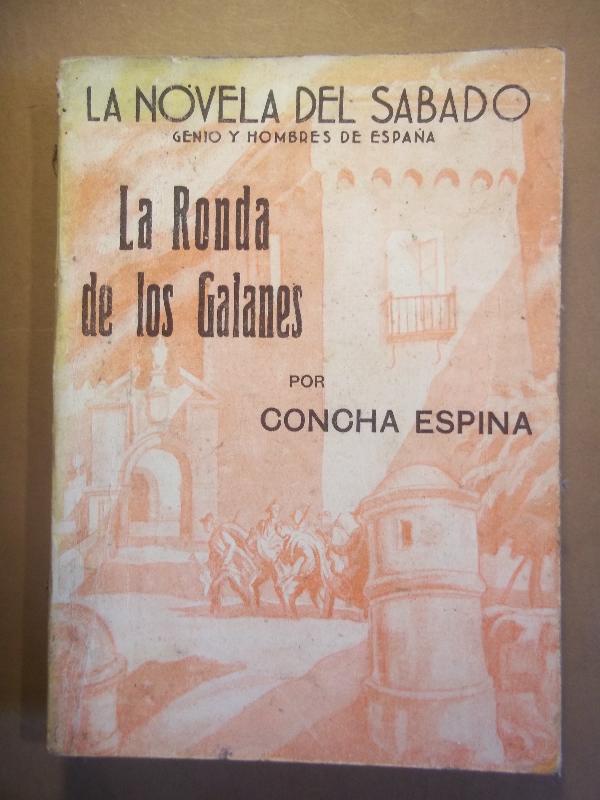 LA NOVELA DEL SABADO
GENIO Y HOMBRES DE ESPAÑA
La Ronda
de los Galanes
POR
CONCHA ESPINA